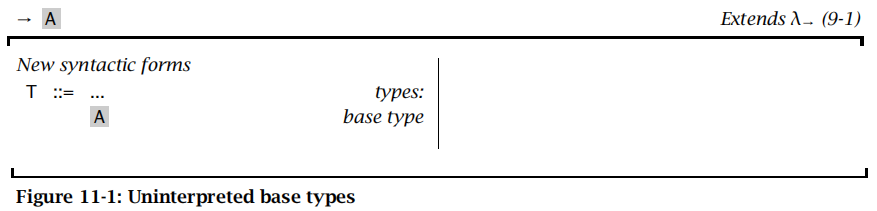 → A Extends λ→ (9-1)
New syntactic forms
T ::= ... types:
A base type
Figure 11-1: Uninterpreted base types